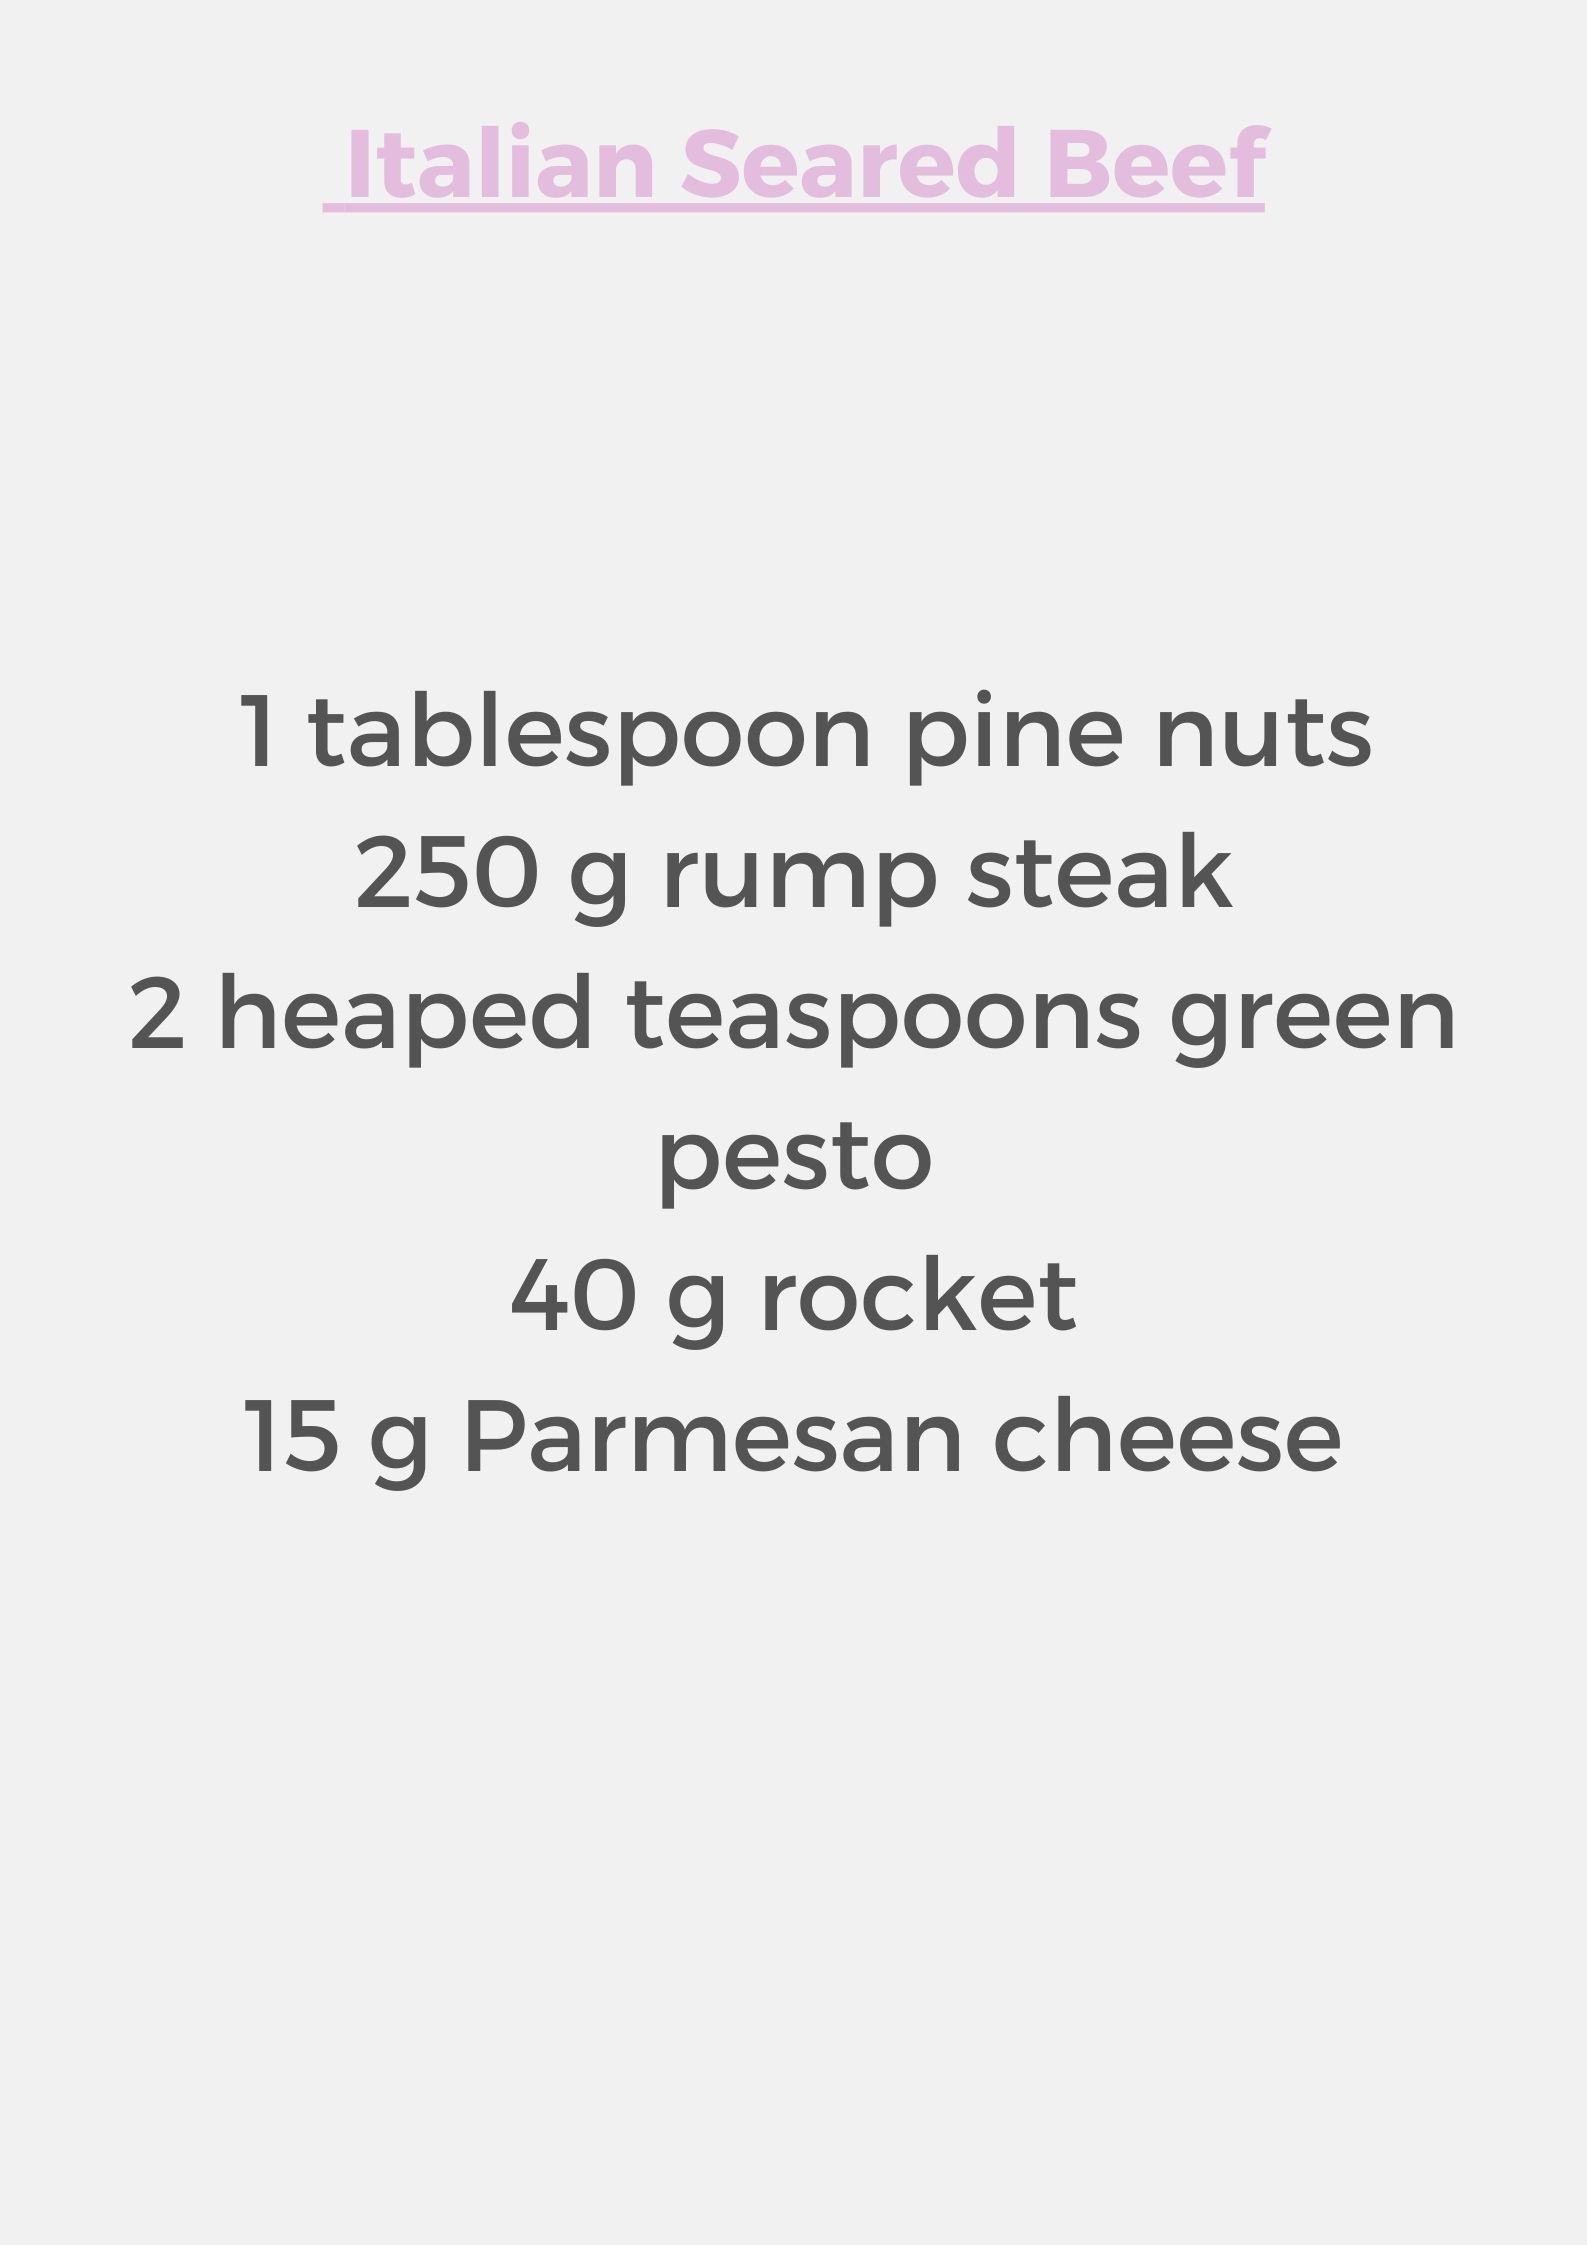 Italian Seared Beef
1 tablespoon pine nuts
250 g rump steak
2 heaped teaspoons green
pesto
40 g rocket
15 g Parmesan cheese